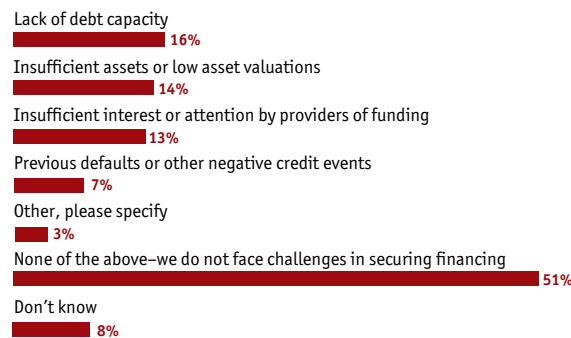 Lack of debt capacity
16%
Insufficient assets or low asset valuations
14%
Insufficient interest or attention by providers of funding
13%
Previous defaults or other negative credit events
7%
Other, please specify
3%
None of the above–we do not face challenges in securing financing
51%
Don’t know
8%